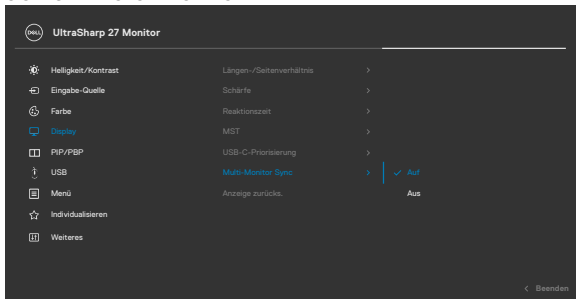 DELL UltraSharp 27 Monitor
Helligkeit/Kontrast Längen-/Seitenverhältnis >
Eingabe-Quelle Schärfe >
Farbe Reaktionszeit >
Display MST >
PIP/PBP USB-C-Priorisierung >
USB Multi-Monitor Sync > ✓ Auf
Menü Anzeige zurücks. Aus
Individualisieren
Weiteres
< Beenden